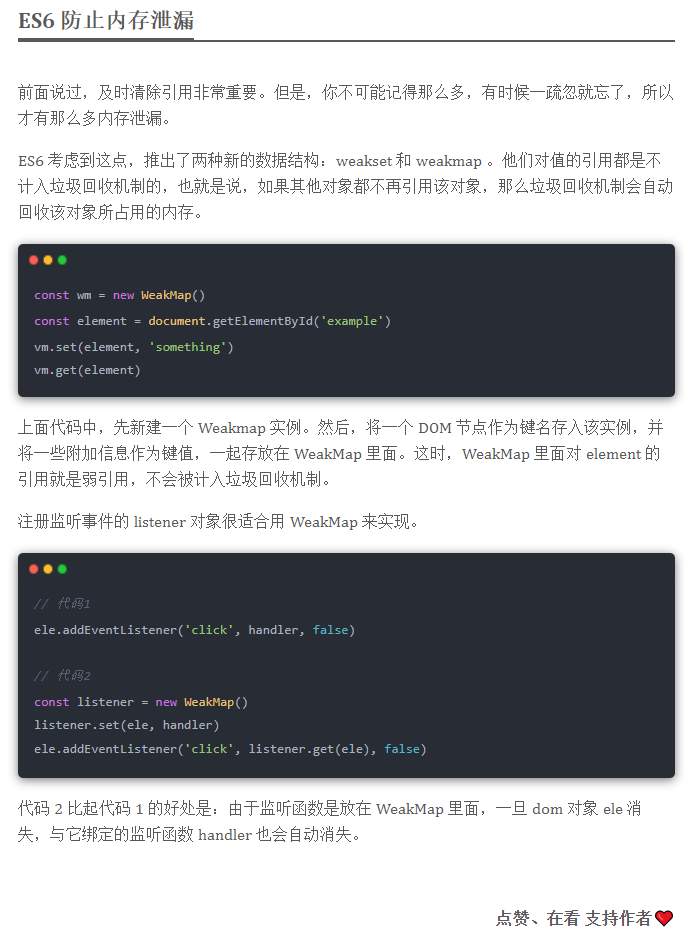 ES6 防止内存泄漏
前面说过，及时清除引用非常重要。但是，你不可能记得那么多，有时候一疏忽就忘了，所以
才有那么多内存泄漏。
ES6 考虑到这点，推出了两种新的数据结构：weakset 和 weakmap 。他们对值的引用都是不
计入垃圾回收机制的，也就是说，如果其他对象都不再引用该对象，那么垃圾回收机制会自动
回收该对象所占用的内存。
const wm = new WeakMap()
const element = document.getElementById('example')
vm.set(element, 'something')
vm.get(element)
上面代码中，先新建一个 Weakmap 实例。然后，将一个 DOM 节点作为键名存入该实例，并
将一些附加信息作为键值，一起存放在 WeakMap 里面。这时，WeakMap 里面对 element 的
引用就是弱引用，不会被计入垃圾回收机制。
注册监听事件的 listener 对象很适合用 WeakMap 来实现。
// 代码1
ele.addEventListener('click', handler, false)
// 代码2
const listener = new WeakMap()
listener.set(ele, handler)
ele.addEventListener('click', listener.get(ele), false)
代码 2 比起代码 1 的好处是：由于监听函数是放在 WeakMap 里面，一旦 dom 对象 ele 消
失，与它绑定的监听函数 handler 也会自动消失。
点赞、在看 支持作者❤️